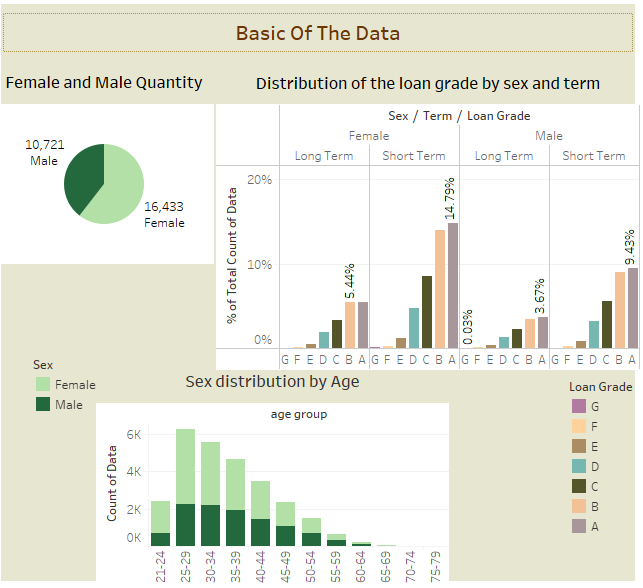 Basic Of The Data
Female and Male Quantity
10,721
Male
16,433
Female
Distribution of the loan grade by sex and term
Sex / Term / Loan Grade
Female Male
Long Term Short Term Long Term Short Term
% of Total Count of Data
20%
10%
0%
5.44%
14.79%
0.03%
3.67%
9.43%
G F E D C B A G F E D C B A G F E D C B A G F E D C B A
Sex
Female
Male
Sex distribution by Age
age group
Count of Data
6K
4K
2K
0K
21-24
25-29
30-34
35-39
40-44
45-49
50-54
55-59
60-64
65-69
70-74
75-79
Loan Grade
G
F
E
D
C
B
A